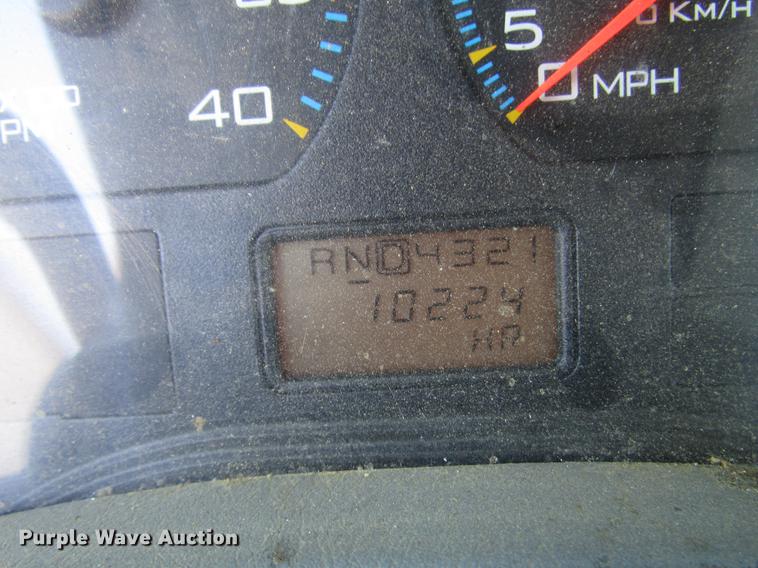 40
5
0 MPH
KM/H
RND4321
10224
HR
Purple Wave Auction